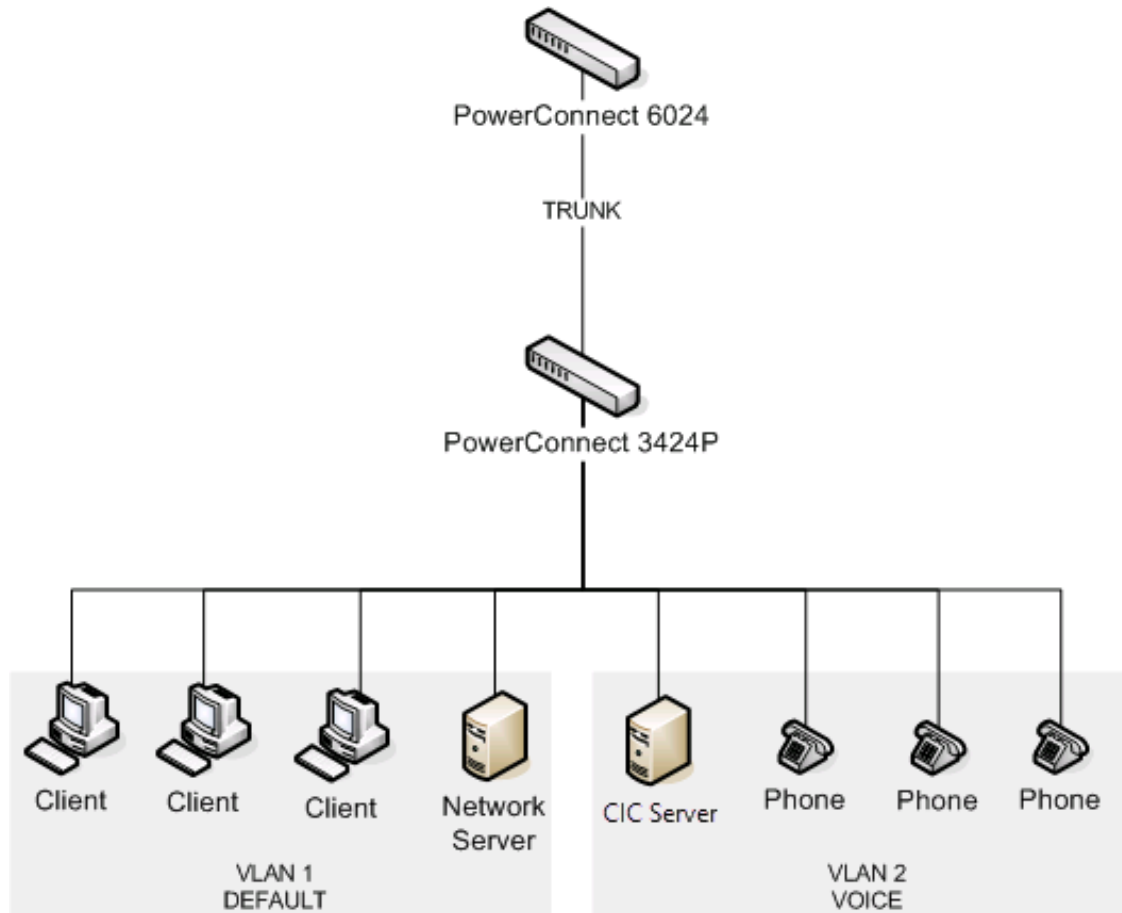 PowerConnect 6024
TRUNK
PowerConnect 3424P
Client
Client
Client
Network
Server
CIC Server
Phone
Phone
Phone
VLAN 1
DEFAULT
VLAN 2
VOICE